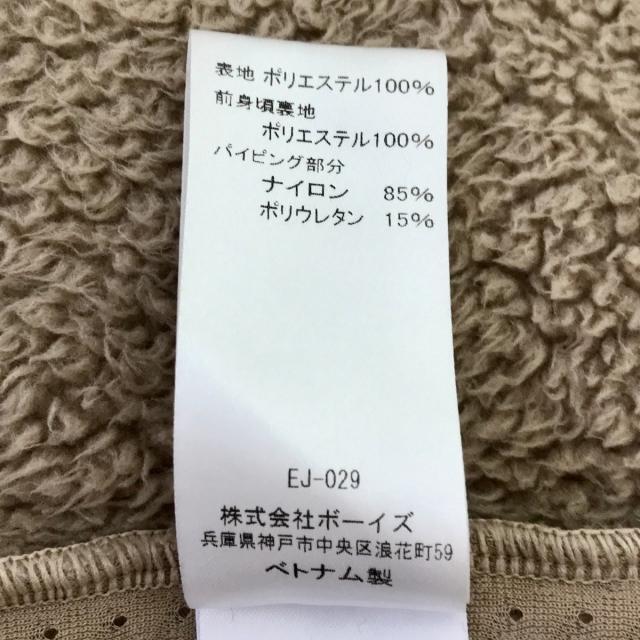 表地 ポリエステル100%
前身頃裏地
ポリエステル100%
パイピング部分
ナイロン 85%
ポリウレタン 15%
EJ-029
株式会社ボーイズ
兵庫県神戸市中央区浪花町59
ベトナム製